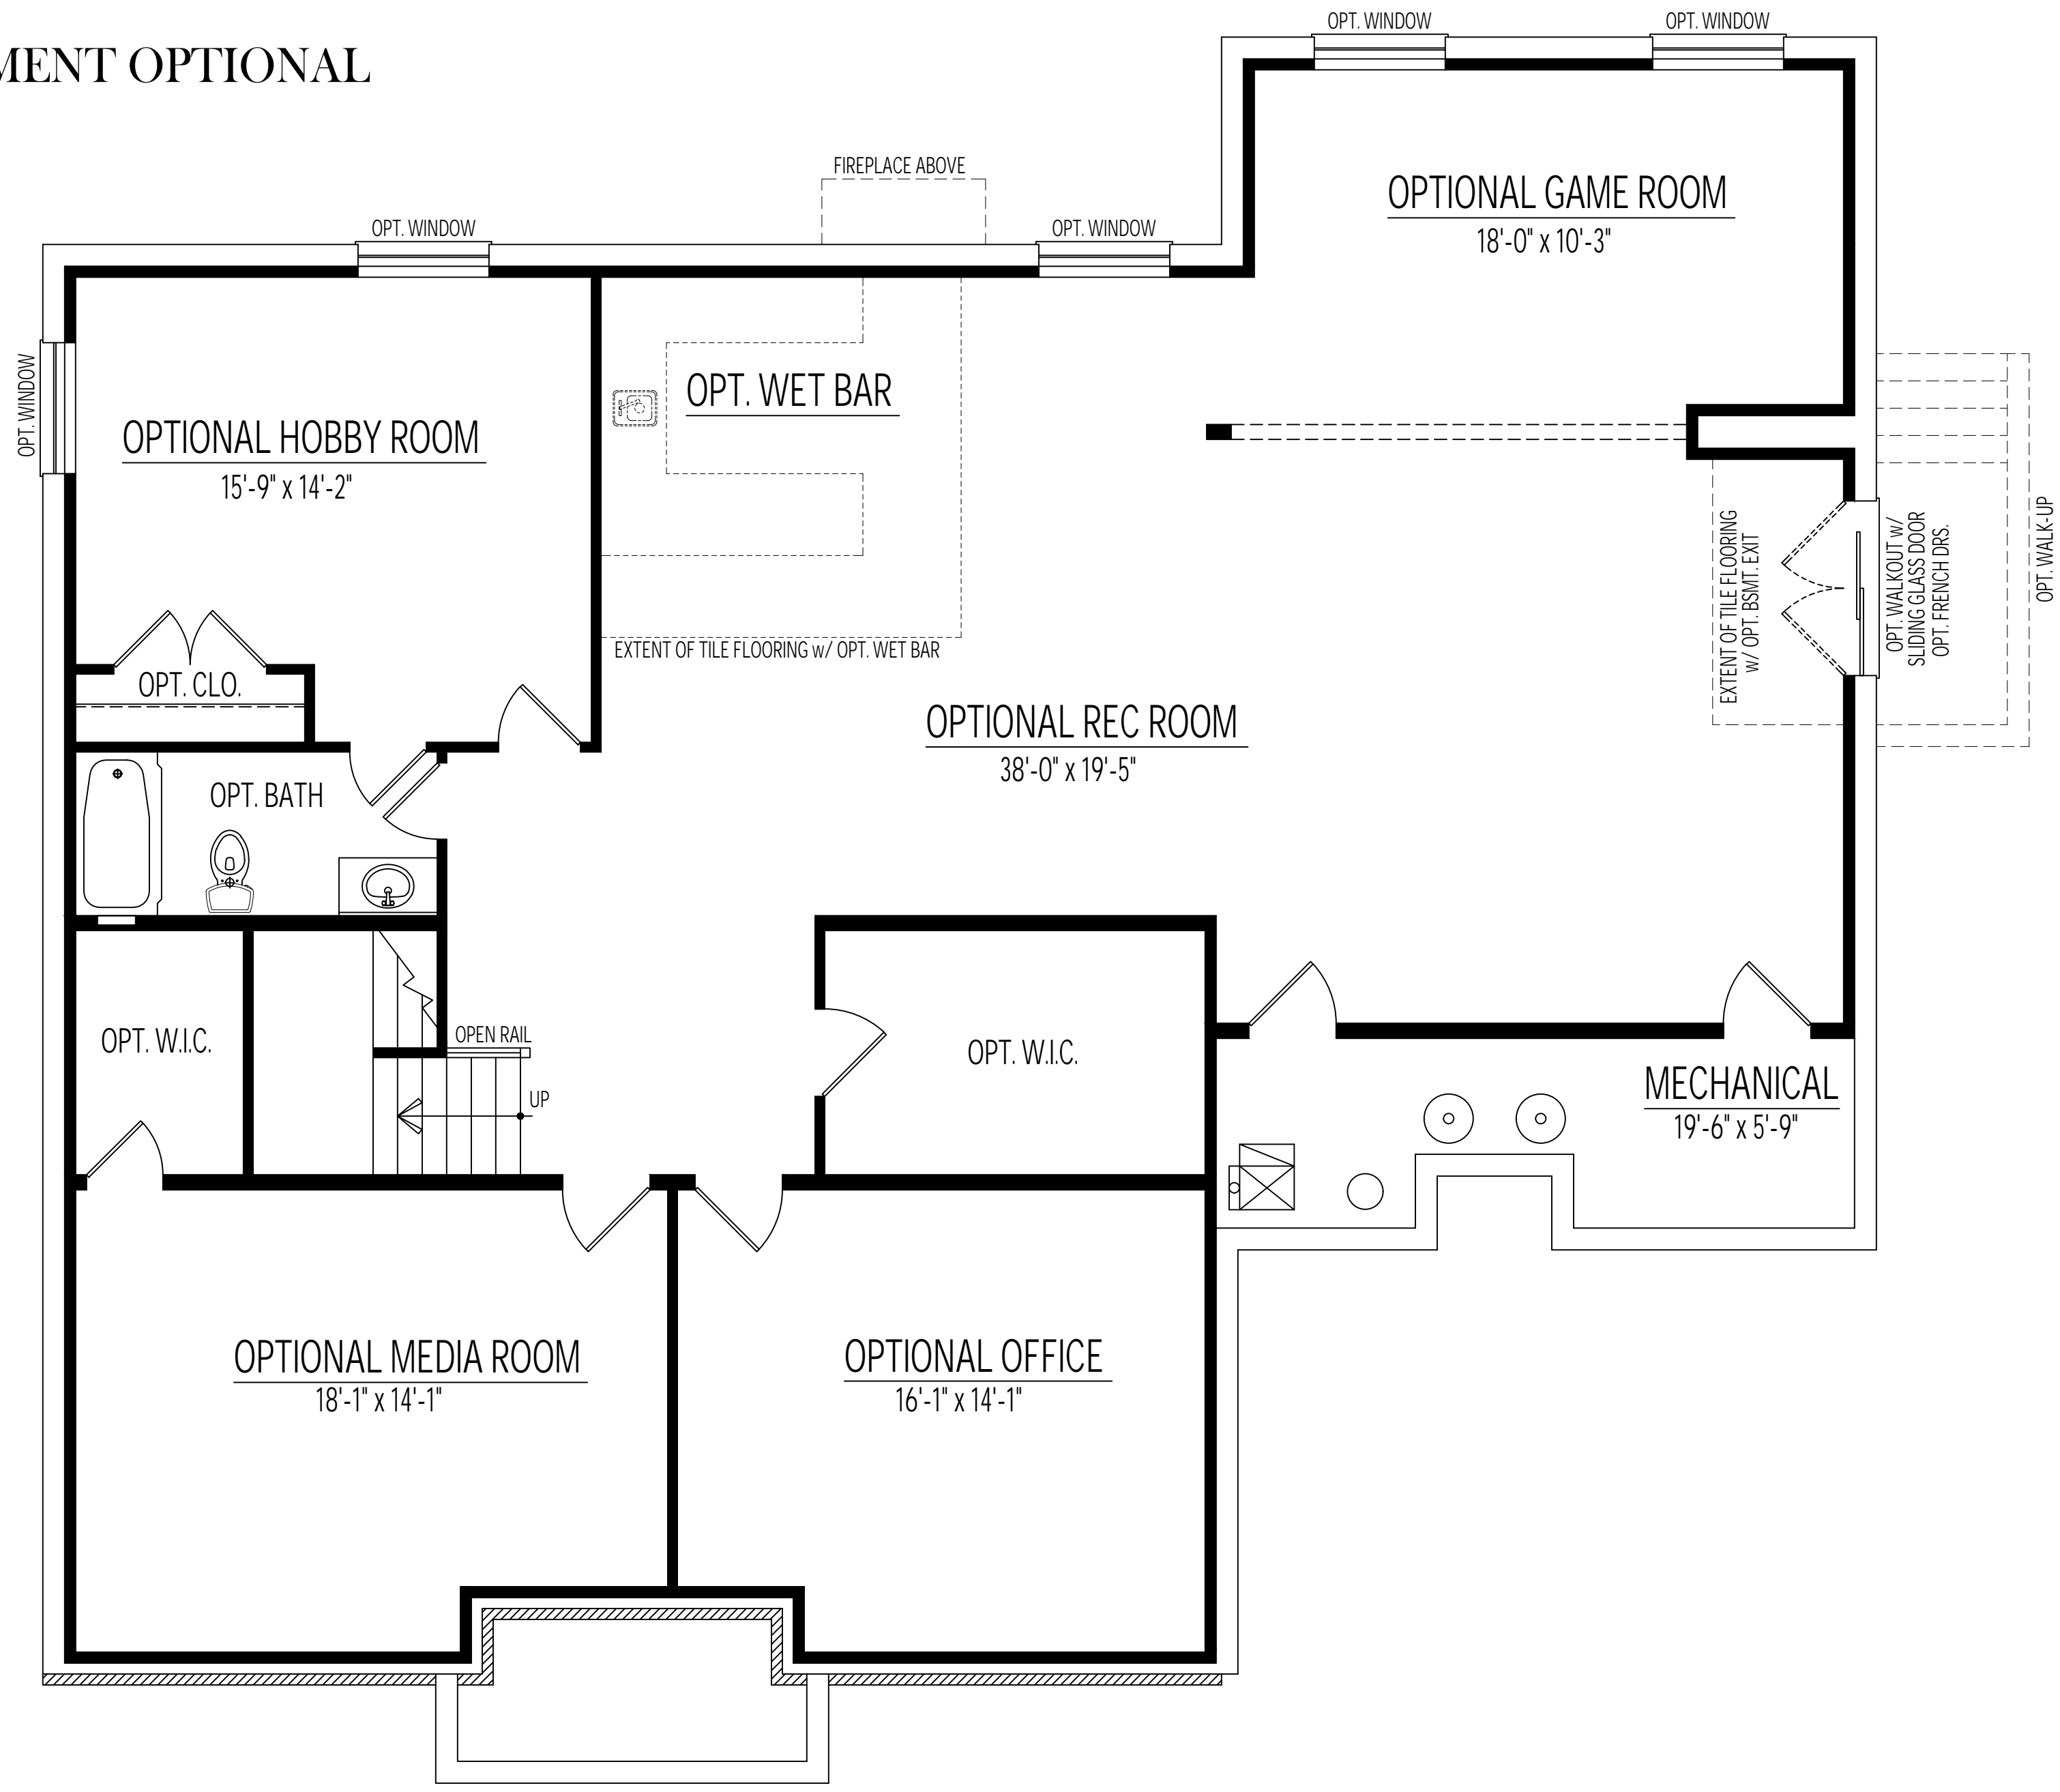 MENT OPTIONAL
OPT. WINDOW
OPT. WINDOW
FIREPLACE ABOVE
OPTIONAL GAME ROOM
18'-0" x 10'-3"
OPT. WINDOW
OPT. WINDOW
OPT. WINDOW
OPT. WET BAR
OPTIONAL HOBBY ROOM
15'-9" x 14'-2"
EXTENT OF TILE FLOORING
w/ OPT. BSMT. EXIT
OPT. WALKOUT w/
SLIDING GLASS DOOR
OPT. FRENCH DRS.
OPT. WALK-UP
EXTENT OF TILE FLOORING w/ OPT. WET BAR
OPT. CLO.
OPTIONAL REC ROOM
38'-0" x 19'-5"
OPT. BATH
OPT. W.I.C.
OPEN RAIL
OPT. W.I.C.
UP
MECHANICAL
19'-6" x 5'-9"
OPTIONAL MEDIA ROOM
18'-1" x 14'-1"
OPTIONAL OFFICE
16'-1" x 14'-1"